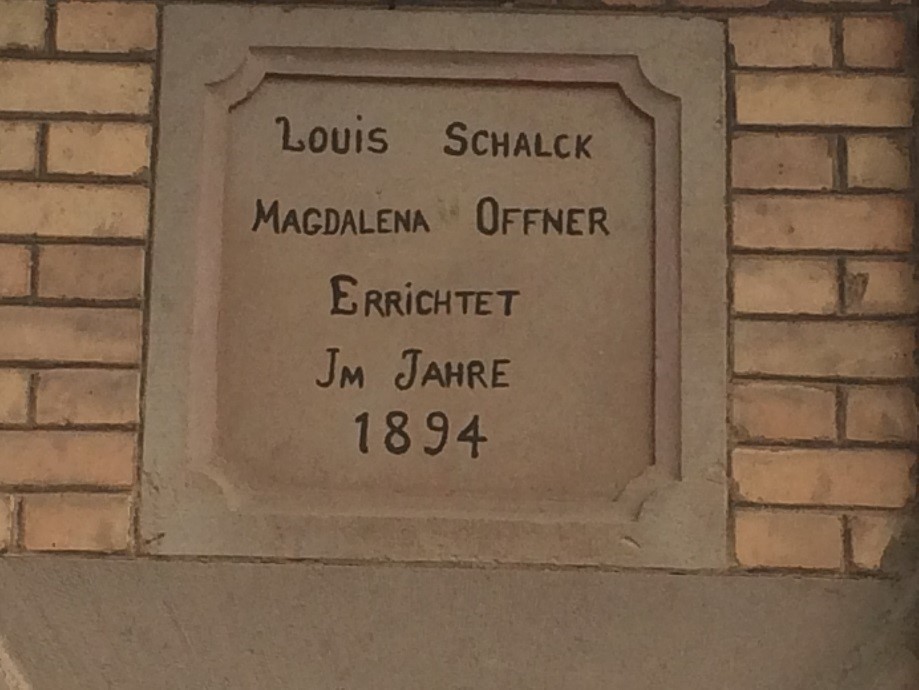 Louis Schalck
Magdalena Offner
Errichtet
Jm Jahre
1894